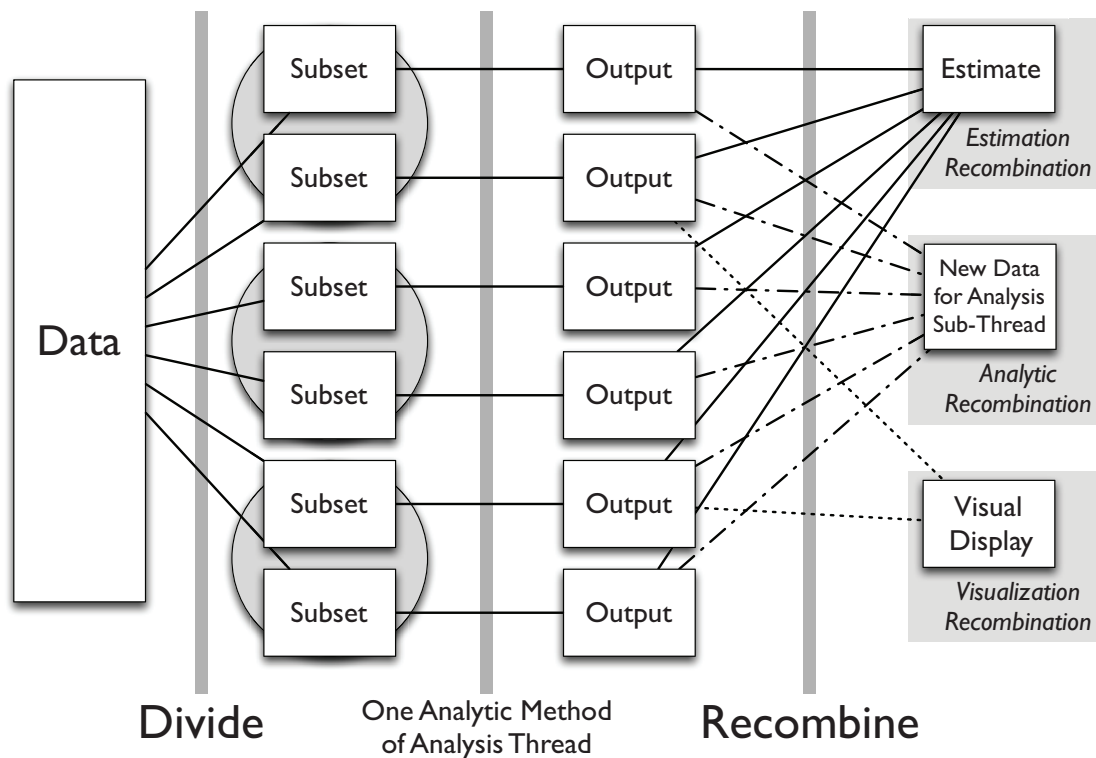 Data
Subset
Subset
Subset
Subset
Subset
Subset
Output
Output
Output
Output
Output
Output
Estimate
Estimation
Recombination
New Data
for Analysis
Sub-Thread
Analytic
Recombination
Visual
Display
Visualization
Recombination
Divide
One Analytic Method
of Analysis Thread
Recombine